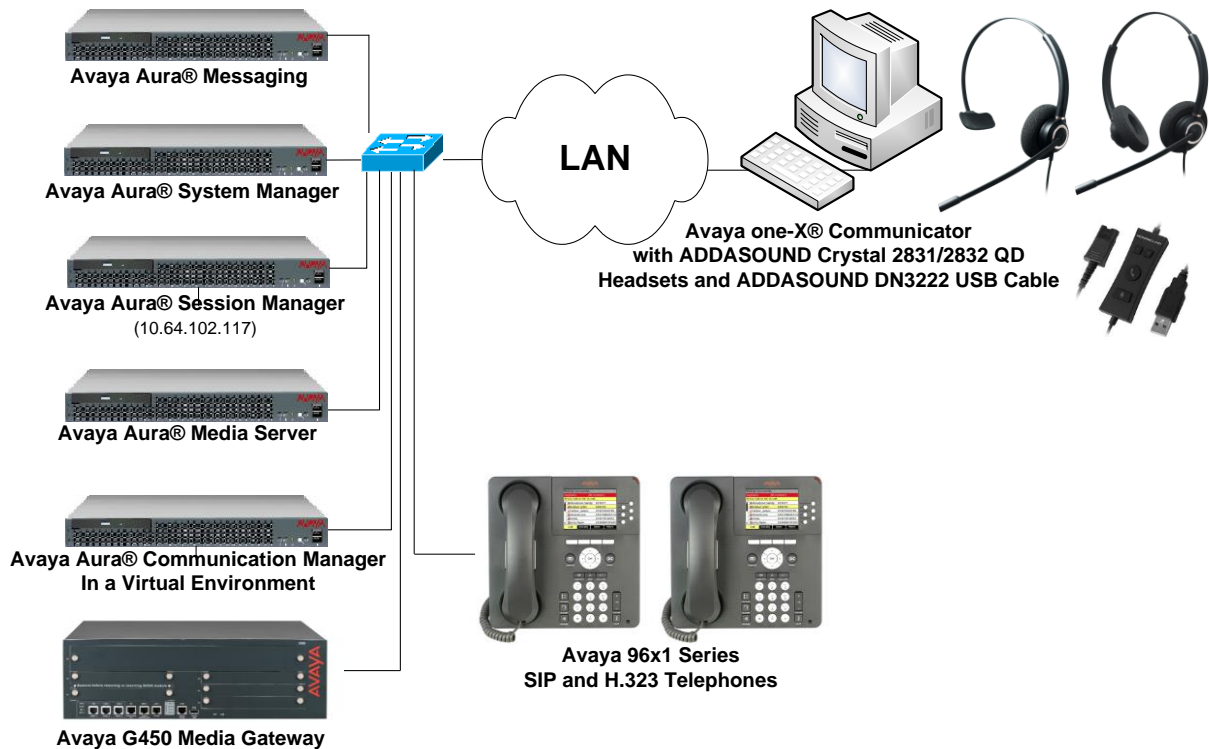 Avaya Aura® Messaging
Avaya Aura® System Manager
Avaya Aura® Session Manager
(10.64.102.117)
Avaya Aura® Media Server
Avaya Aura® Communication Manager
In a Virtual Environment
AVAYA
Avaya G450 Media Gateway
LAN
Avaya one-X® Communicator
with ADDASOUND Crystal 2831/2832 QD
Headsets and ADDASOUND DN3222 USB Cable
Avaya 96x1 Series
SIP and H.323 Telephones